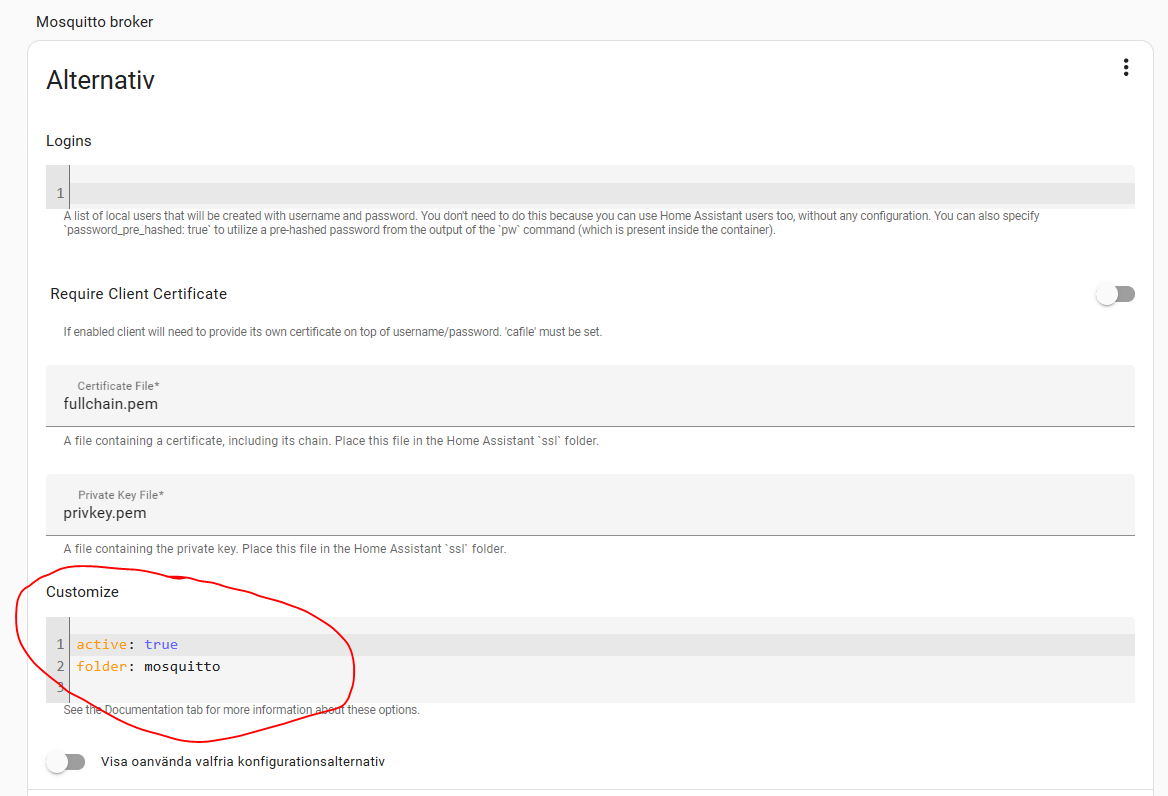 Mosquitto broker
Alternativ
Logins
1
A list of local users that will be created with username and password. You don't need to do this because you can use Home Assistant users too, without any configuration. You can also specify
`password_pre_hashed: true` to utilize a pre-hashed password from the output of the `pw` command (which is present inside the container).
Require Client Certificate
If enabled client will need to provide its own certificate on top of username/password. 'cafile' must be set.
Certificate File*
fullchain.pem
A file containing a certificate, including its chain. Place this file in the Home Assistant `ssl` folder.
Private Key File*
privkey.pem
A file containing the private key. Place this file in the Home Assistant `ssl` folder.
Customize
1 active: true
2 folder: mosquitto
3
See the Documentation tab for more information about these options.
Visa oanvända valfria konfigurationsalternativ